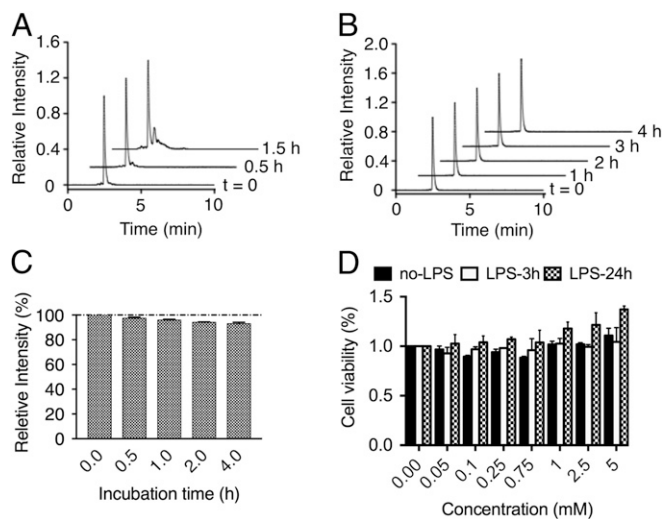 A
Relative Intensity
1.6
1.2
0.8
0.4
0
1.5 h
0.5 h
t = 0
0 5 10
Time (min)
B
Relative Intensity
2.0
1.6
1.2
0.8
0.4
0
4 h
3 h
2 h
1 h
t = 0
0 5 10
Time (min)
C
Reletive Intensity (%)
100
80
60
40
20
0
0.0 0.5 1.0 2.0 4.0
Incubation time (h)
D
no-LPS LPS-3h LPS-24h
Cell viability (%)
1.5
1.0
0.5
0.0
0.00 0.05 0.1 0.25 0.75 1 2.5 5
Concentration (mM)